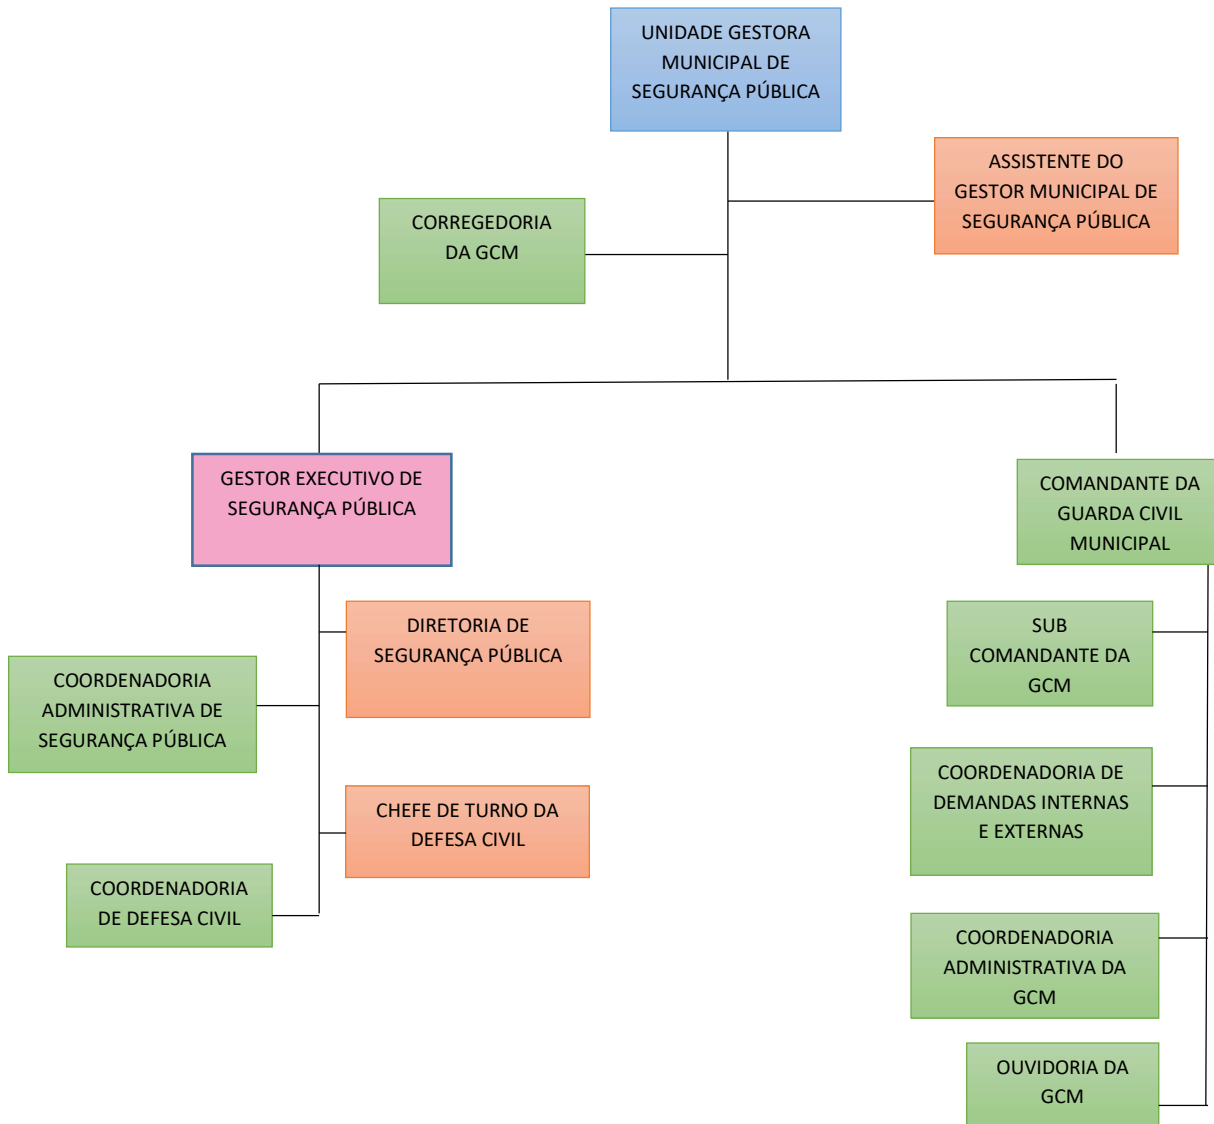 UNIDADE GESTORA
MUNICIPAL DE
SEGURANÇA PÚBLICA
ASSISTENTE DO
GESTOR MUNICIPAL DE
SEGURANÇA PÚBLICA
CORREGEDORIA
DA GCM
GESTOR EXECUTIVO DE
SEGURANÇA PÚBLICA
COMANDANTE DA
GUARDA CIVIL
MUNICIPAL
DIRETORIA DE
SEGURANÇA PÚBLICA
SUB
COMANDANTE DA
GCM
COORDENADORIA
ADMINISTRATIVA DE
SEGURANÇA PÚBLICA
COORDENADORIA DE
DEMANDAS INTERNAS
E EXTERNAS
CHEFE DE TURNO DA
DEFESA CIVIL
COORDENADORIA
DE DEFESA CIVIL
COORDENADORIA
ADMINISTRATIVA DA
GCM
OUVIDORIA DA
GCM